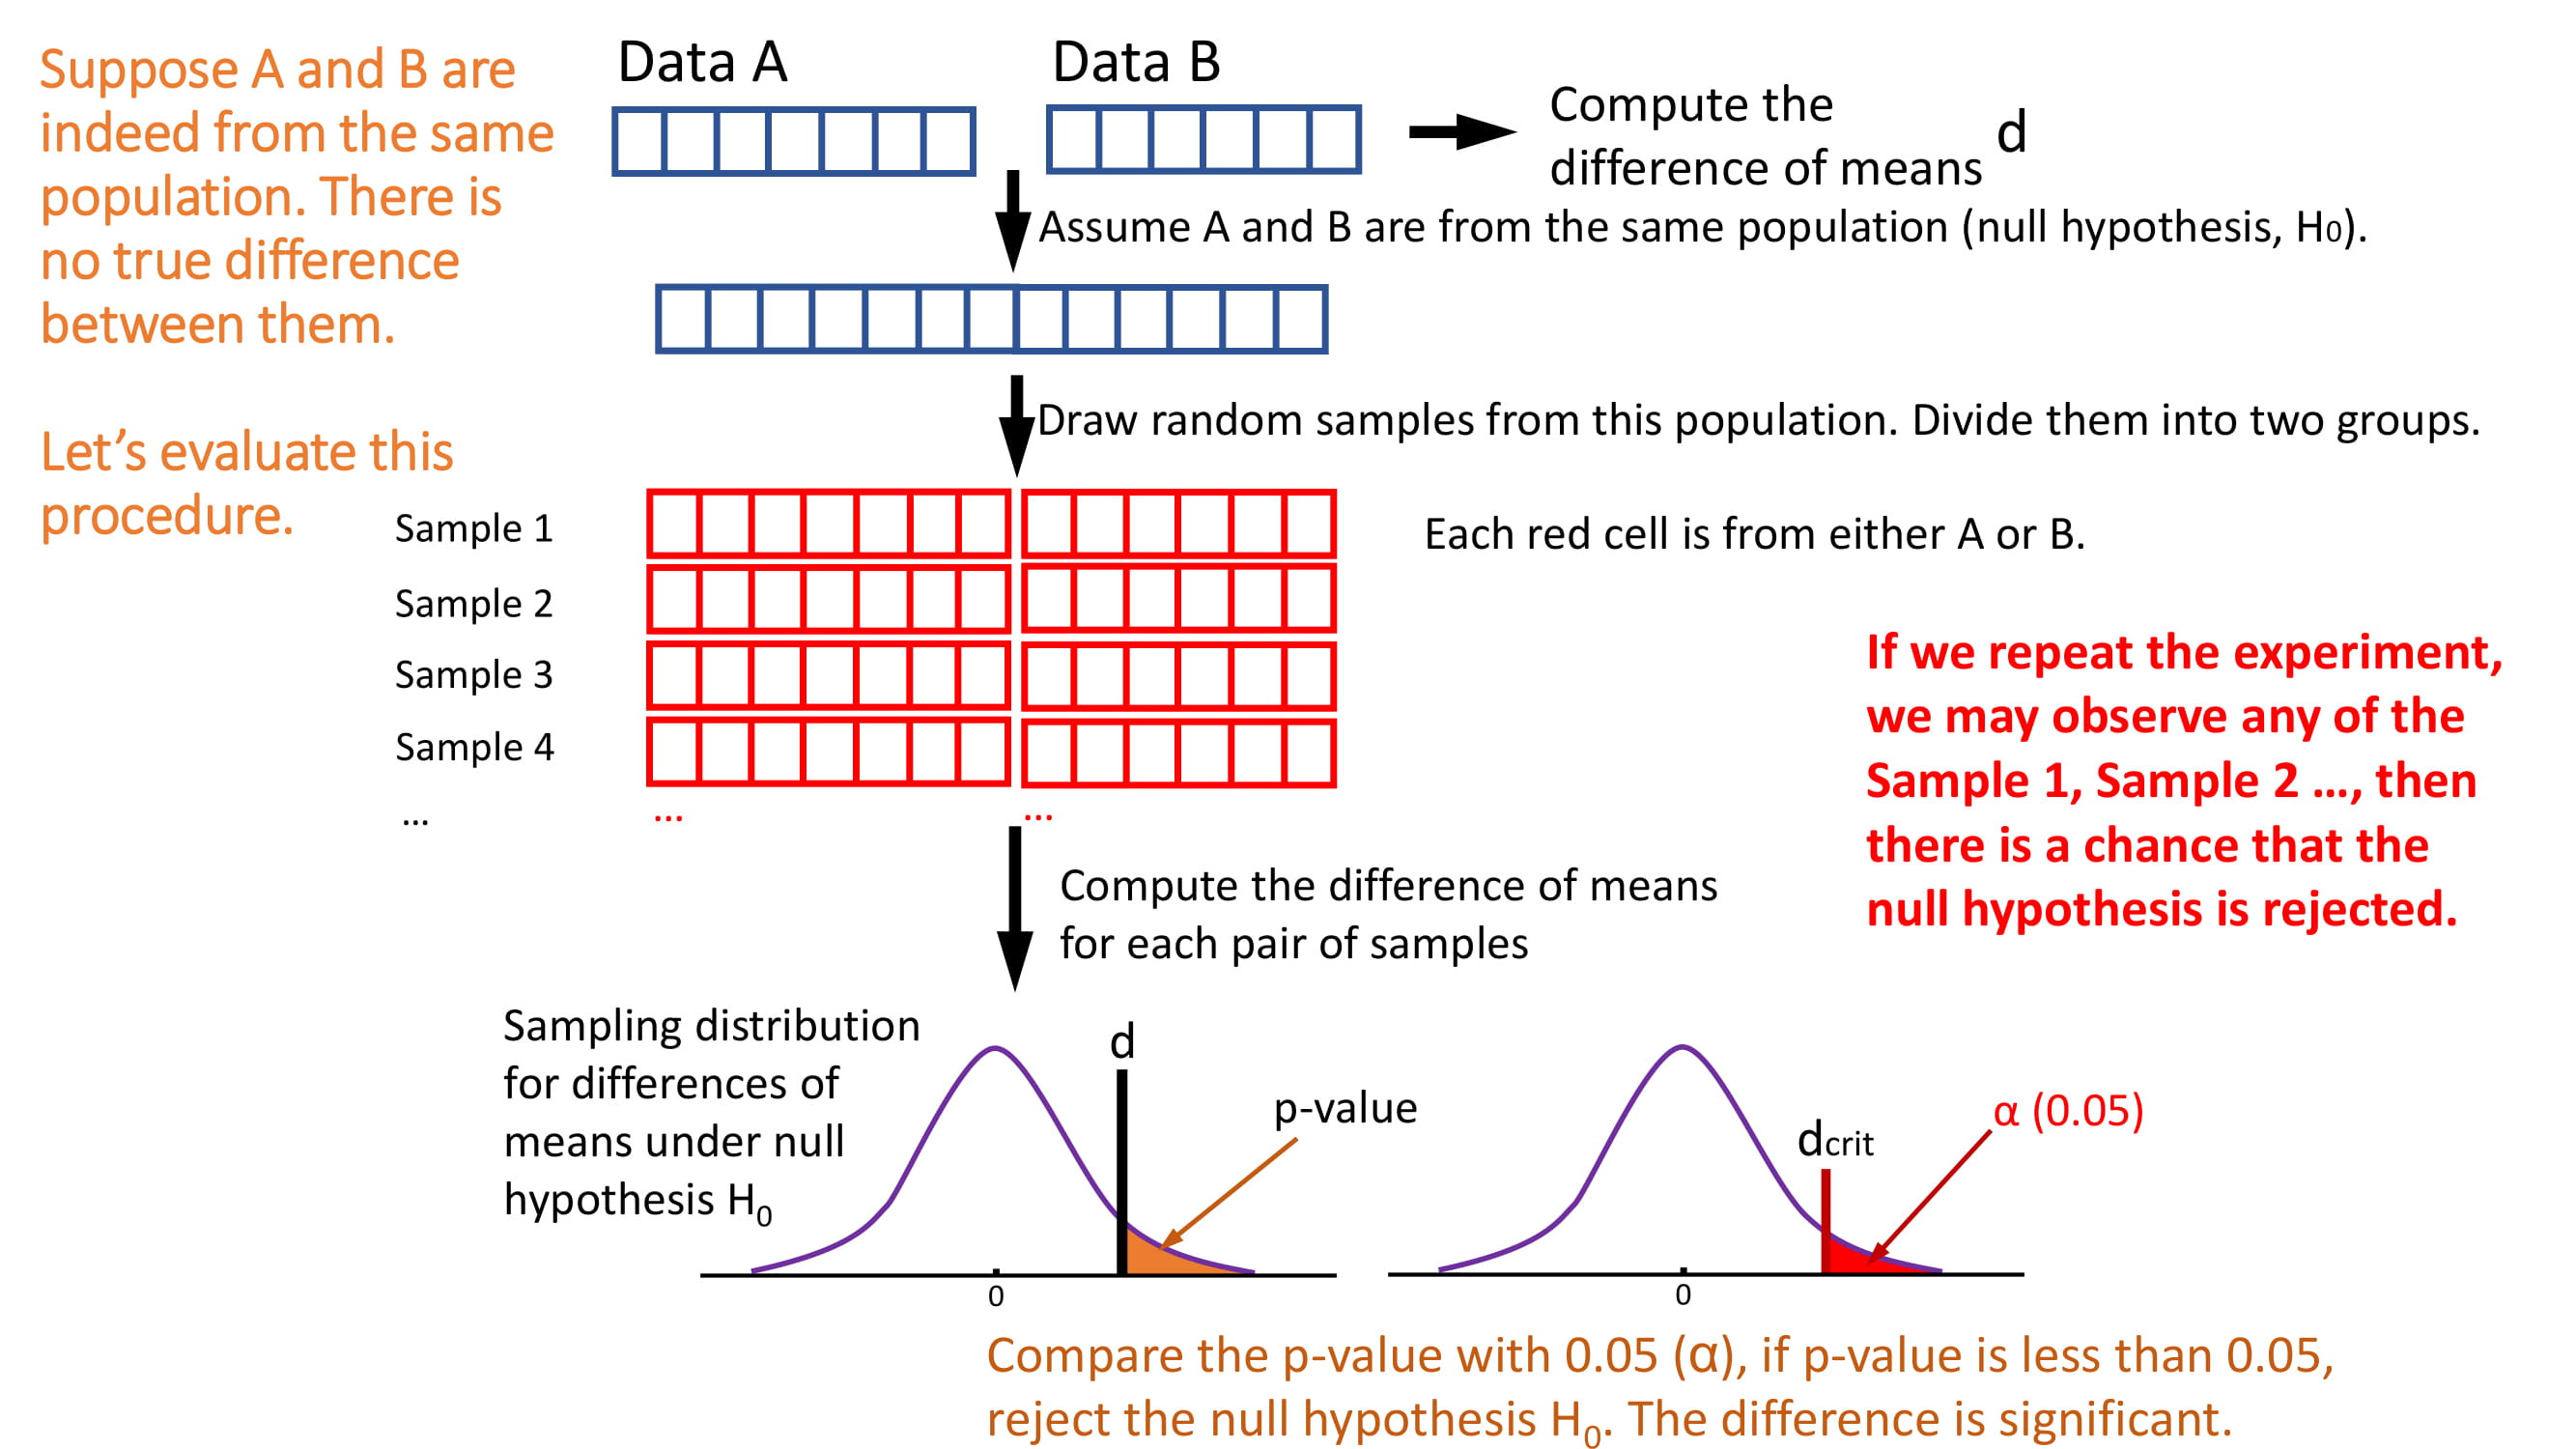 Suppose A and B are
indeed from the same
population. There is
no true difference
between them.
Let’s evaluate this
procedure.
Data A
Data B
Compute the
difference of means
d
Assume A and B are from the same population (null hypothesis, H0).
Draw random samples from this population. Divide them into two groups.
Sample 1
Sample 2
Sample 3
Sample 4
...
...
...
Each red cell is from either A or B.
If we repeat the experiment,
we may observe any of the
Sample 1, Sample 2 ..., then
there is a chance that the
null hypothesis is rejected.
Compute the difference of means
for each pair of samples
Sampling distribution
for differences of
means under null
hypothesis H0
d
p-value
0
dcrit
α (0.05)
0
Compare the p-value with 0.05 (α), if p-value is less than 0.05,
reject the null hypothesis H0. The difference is significant.